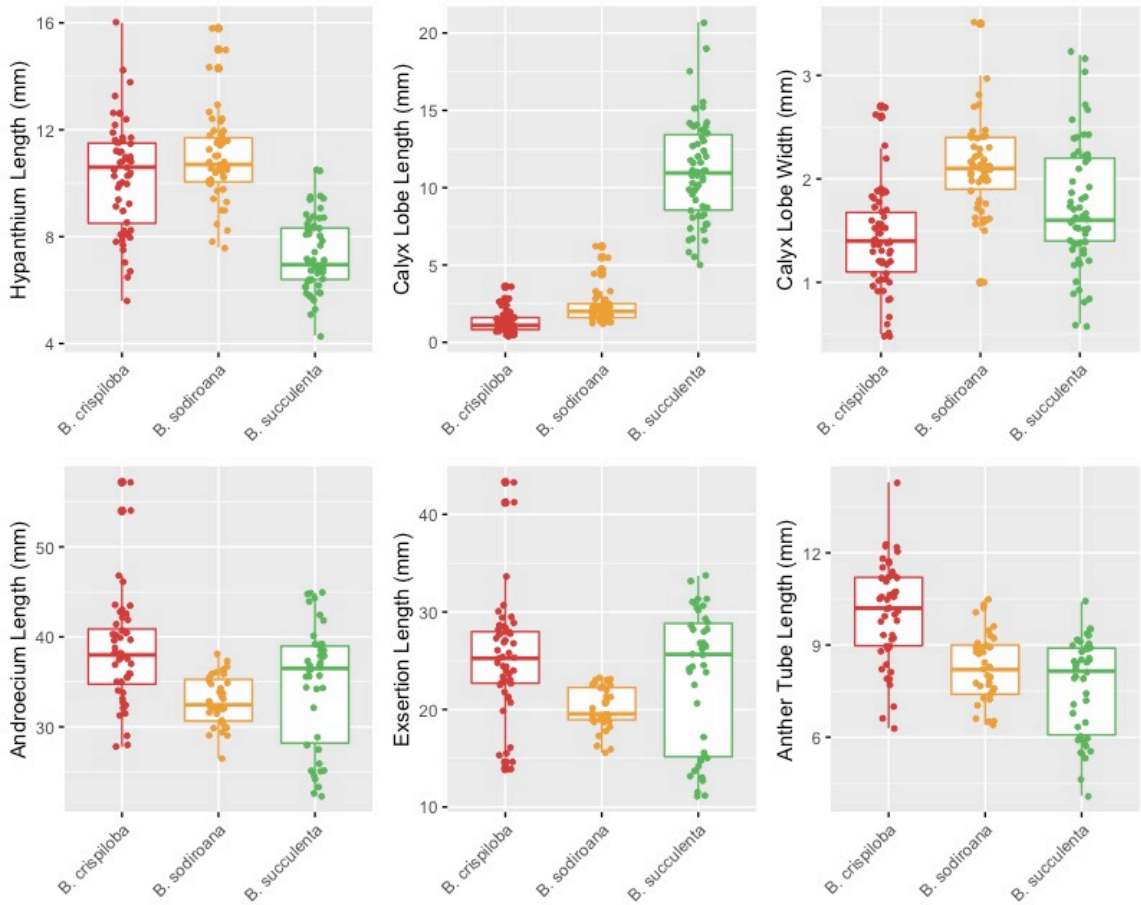 Hypanthium Length (mm)
16
12
8
4
B. crispiloba
B. sodiroana
B. succulenta
Calyx Lobe Length (mm)
20
15
10
5
0
B. crispiloba
B. sodiroana
B. succulenta
Calyx Lobe Width (mm)
3
2
1
B. crispiloba
B. sodiroana
B. succulenta
Androecium Length (mm)
50
40
30
B. crispiloba
B. sodiroana
B. succulenta
Exsertion Length (mm)
40
30
20
10
B. crispiloba
B. sodiroana
B. succulenta
Anther Tube Length (mm)
12
9
6
B. crispiloba
B. sodiroana
B. succulenta